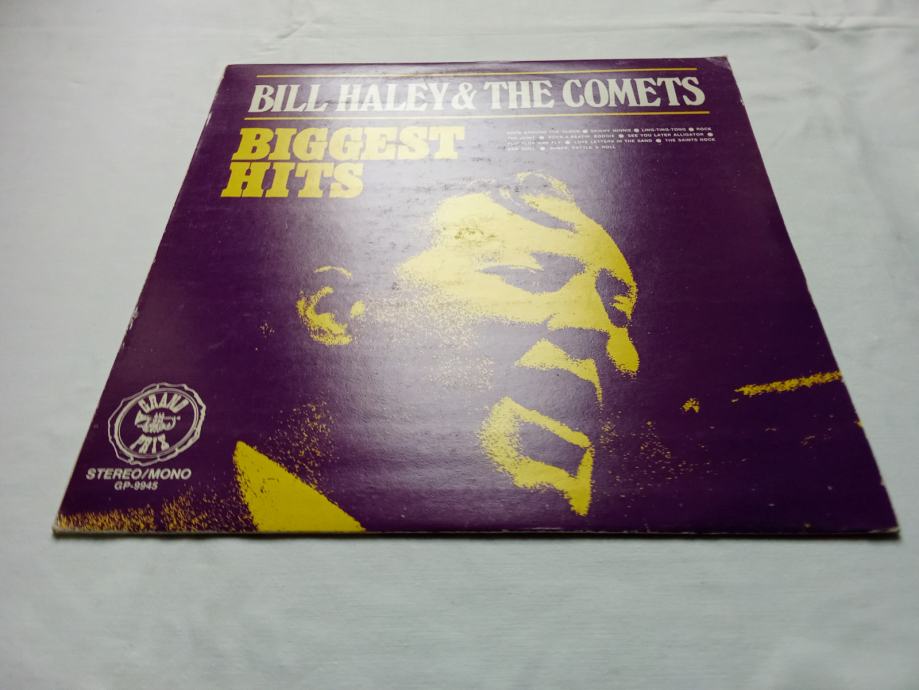 BILL HALEY & THE COMETS
BIGGEST
HITS
ROCK AROUND THE CLOCK ● SKINNY MINNIE ● LING-TING-TONG ● ROCK
THE JOINT ● ROCK-A-BEATIN' BOOGIE ● SEE YOU LATER ALLIGATOR ●
FLIP FLOP AND FLY ● LOVE LETTERS IN THE SAND ● THE SAINTS ROCK
AND ROLL ● SHAKE, RATTLE & ROLL
GRAND
PRIX
STEREO/MONO
GP-9945